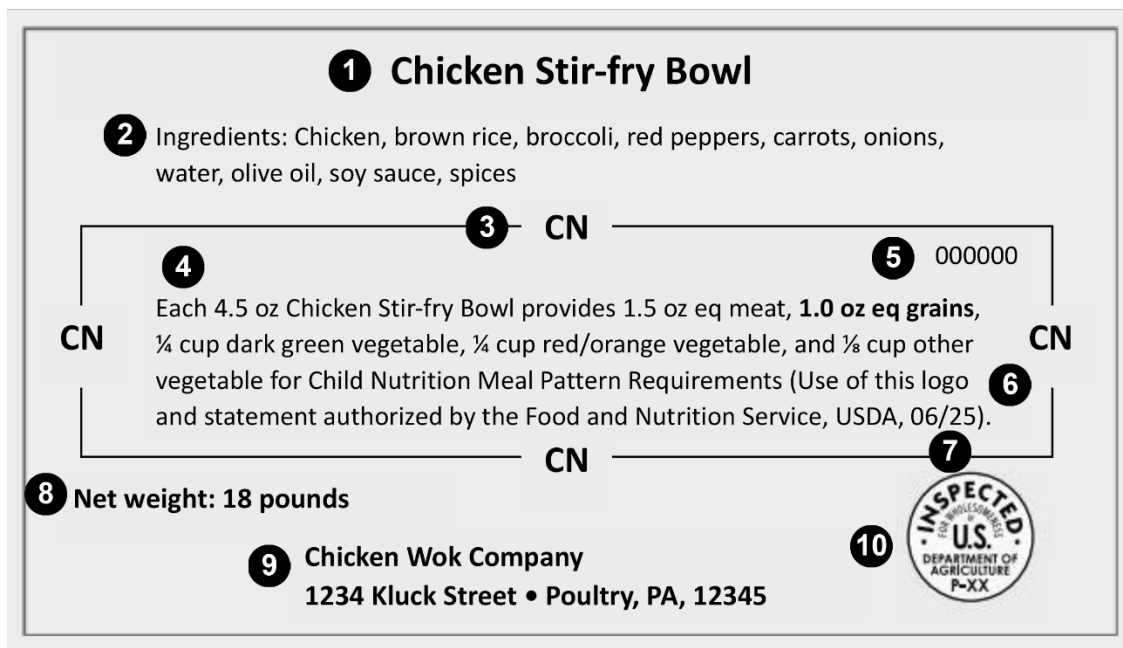 1 Chicken Stir-fry Bowl
2 Ingredients: Chicken, brown rice, broccoli, red peppers, carrots, onions,
water, olive oil, soy sauce, spices
3 CN
4
5 000000
Each 4.5 oz Chicken Stir-fry Bowl provides 1.5 oz eq meat, 1.0 oz eq grains,
CN
¼ cup dark green vegetable, ¼ cup red/orange vegetable, and ⅛ cup other
CN
vegetable for Child Nutrition Meal Pattern Requirements (Use of this logo
6
and statement authorized by the Food and Nutrition Service, USDA, 06/25).
7
CN
8 Net weight: 18 pounds
9 Chicken Wok Company
1234 Kluck Street • Poultry, PA, 12345
10
INSPECTED
FOR WHOLESOMENESS
BY
U.S.
DEPARTMENT OF
AGRICULTURE
P-XX